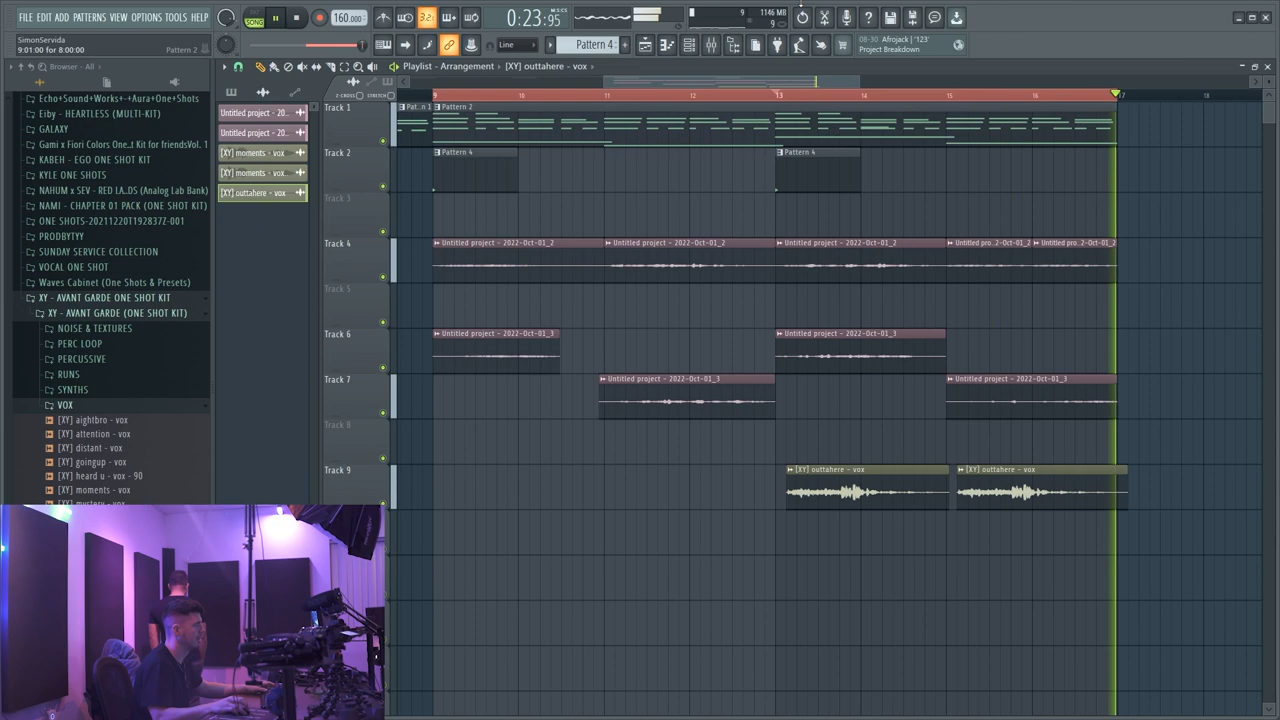 FILE EDIT ADD PATTERNS VIEW OPTIONS TOOLS HELP
SONG
160.000
3.2
0:23:95
9
1146 MB
9
SimonServida
9:01:00 for 8:00:00
Pattern 2
Line
Pattern 4
08-30 Afrojack | '123'
Project Breakdown
Browser - All
Playlist - Arrangement
[XY] outtahere - vox
Z-CROSS
STRETCH
9 10 11 12 13 14 15 16 17 18
Echo+Sound+Works+-+Aura+One+Shots
Eiby - HEARTLESS (MULTI-KIT)
GALAXY
Gami x Fiori Colors One..t Kit for friendsVol. 1
KABEH - EGO ONE SHOT KIT
KYLE ONE SHOTS
NAHUM x SEV - RED LA..DS (Analog Lab Bank)
NAMI - CHAPTER 01 PACK (ONE SHOT KIT)
ONE SHOTS-20211220T192837Z-001
PRODBYTYY
SUNDAY SERVICE COLLECTION
VOCAL ONE SHOT
Waves Cabinet (One Shots & Presets)
XY - AVANT GARDE ONE SHOT KIT
XY - AVANT GARDE (ONE SHOT KIT)
NOISE & TEXTURES
PERC LOOP
PERCUSSIVE
RUNS
SYNTHS
VOX
[XY] aightbro - vox
[XY] attention - vox
[XY] distant - vox
[XY] goingup - vox
[XY] heard u - vox - 90
[XY] moments - vox
Untitled project - 20..
Untitled project - 20..
[XY] moments - vox
[XY] moments - vox
[XY] outtahere - vox
Track 1
Pat..n 1
Pattern 2
Track 2
Pattern 4
Pattern 4
Track 3
Track 4
Untitled project - 2022-Oct-01_2
Untitled project - 2022-Oct-01_2
Untitled project - 2022-Oct-01_2
Untitled pro..2-Oct-01_2
Untitled pro..2-Oct-01_2
Track 5
Track 6
Untitled project - 2022-Oct-01_3
Untitled project - 2022-Oct-01_3
Track 7
Untitled project - 2022-Oct-01_3
Untitled project - 2022-Oct-01_3
Track 8
Track 9
[XY] outtahere - vox
[XY] outtahere - vox